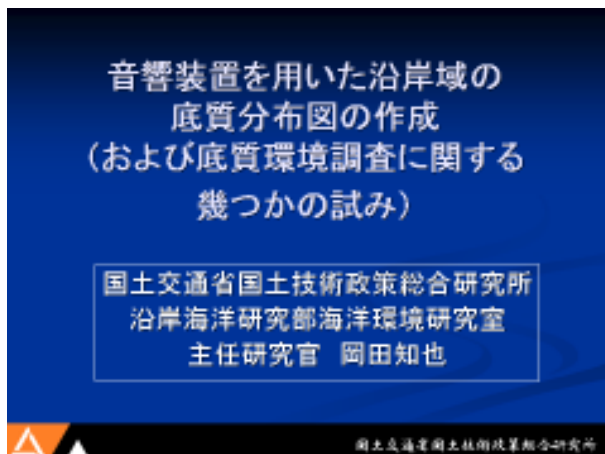 音響装置を用いた沿岸域の
底質分布図の作成
（および底質環境調査に関する
幾つかの試み）
国土交通省国土技術政策総合研究所
沿岸海洋研究部海洋環境研究室
主任研究官　岡田知也
国土交通省国土技術政策総合研究所